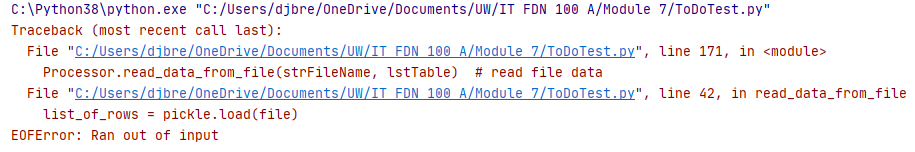 C:\Python38\python.exe "C:/Users/djbre/OneDrive/Documents/UW/IT FDN 100 A/Module 7/ToDoTest.py"
Traceback (most recent call last):
  File "C:/Users/djbre/OneDrive/Documents/UW/IT FDN 100 A/Module 7/ToDoTest.py", line 171, in <module>
    Processor.read_data_from_file(strFileName, lstTable)  # read file data
  File "C:/Users/djbre/OneDrive/Documents/UW/IT FDN 100 A/Module 7/ToDoTest.py", line 42, in read_data_from_file
    list_of_rows = pickle.load(file)
EOFError: Ran out of input